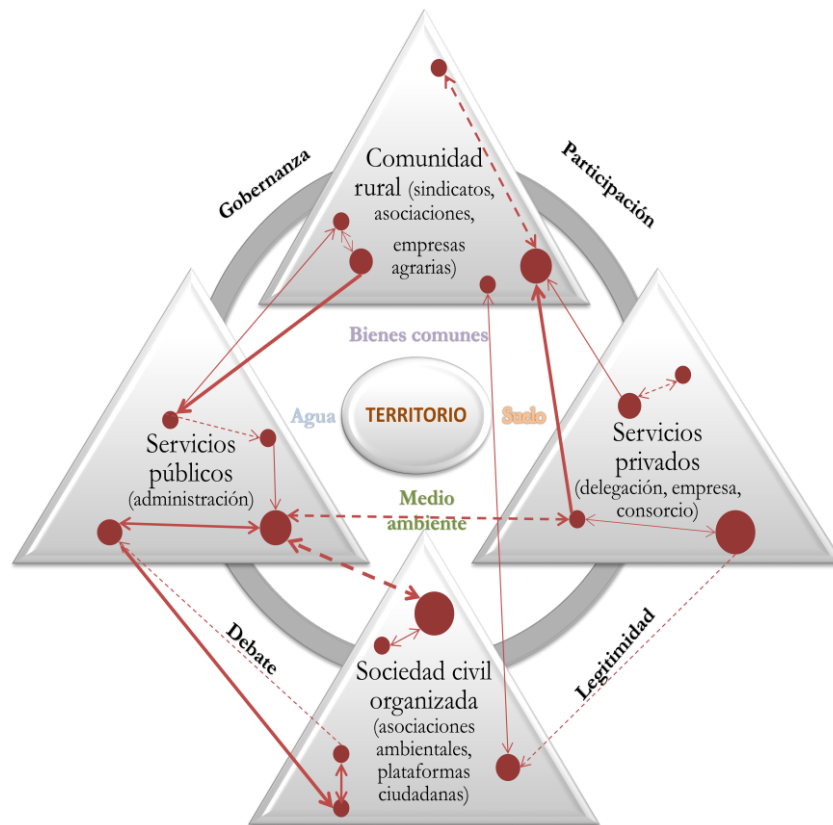 Gobernanza
Participación
Comunidad
rural (sindicatos,
asociaciones,
empresas
agrarias)
Bienes comunes
Agua
TERRITORIO
Suelo
Servicios
públicos
(administración)
Servicios
privados
(delegación, empresa,
consorcio)
Medio
ambiente
Debate
Legitimidad
Sociedad civil
organizada
(asociaciones
ambientales,
plataformas
ciudadanas)